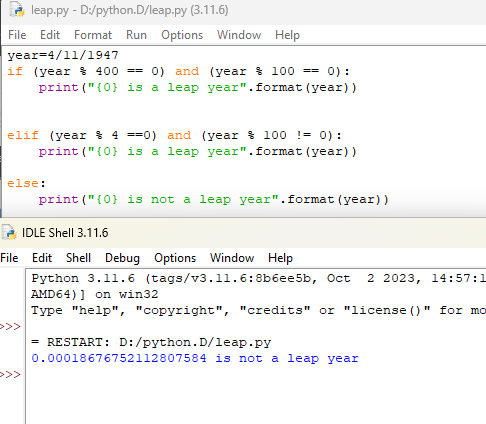 leap.py - D:/python.D/leap.py (3.11.6)
File Edit Format Run Options Window Help
year=4/11/1947
if (year % 400 == 0) and (year % 100 == 0):
    print("{0} is a leap year".format(year))
elif (year % 4 ==0) and (year % 100 != 0):
    print("{0} is a leap year".format(year))
else:
    print("{0} is not a leap year".format(year))
IDLE Shell 3.11.6
File Edit Shell Debug Options Window Help
Python 3.11.6 (tags/v3.11.6:8b6ee5b, Oct  2 2023, 14:57:1
AMD64)] on win32
Type "help", "copyright", "credits" or "license()" for mo
>>>
= RESTART: D:/python.D/leap.py
0.00018676752112807584 is not a leap year
>>>